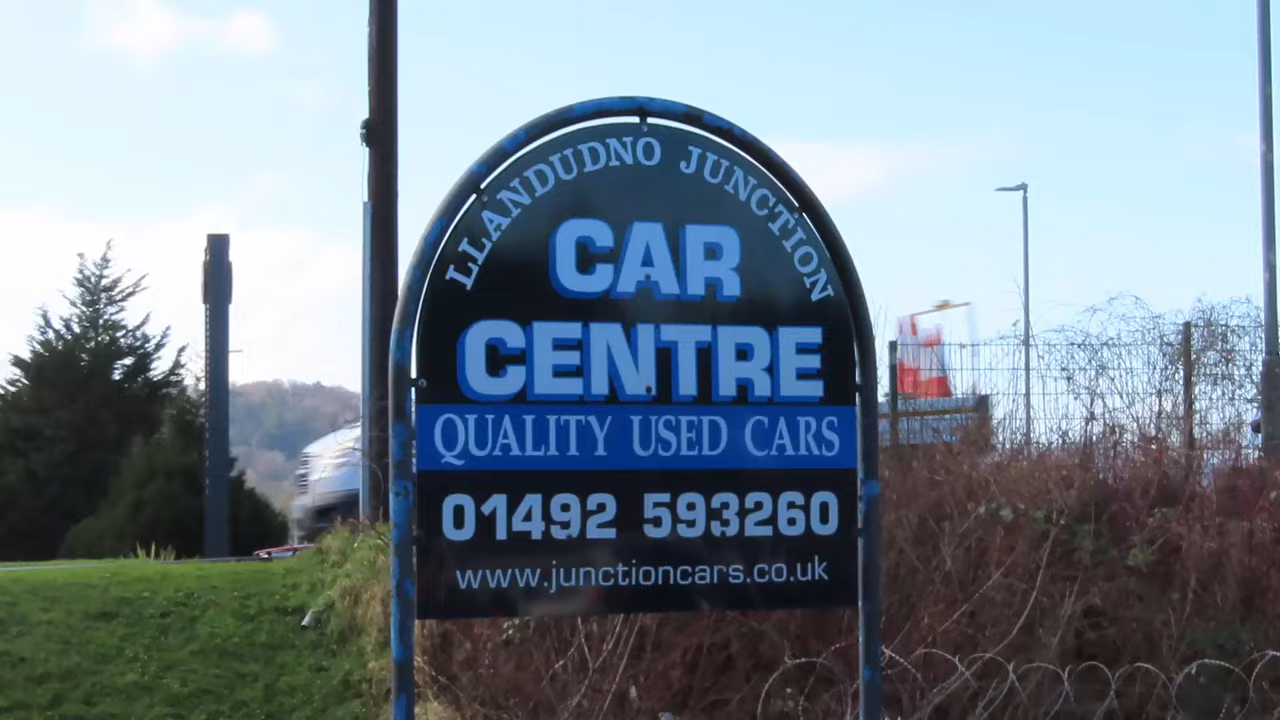 LLANDUDNO JUNCTION
CAR
CENTRE
QUALITY USED CARS
01492 593260
www.junctioncars.co.uk